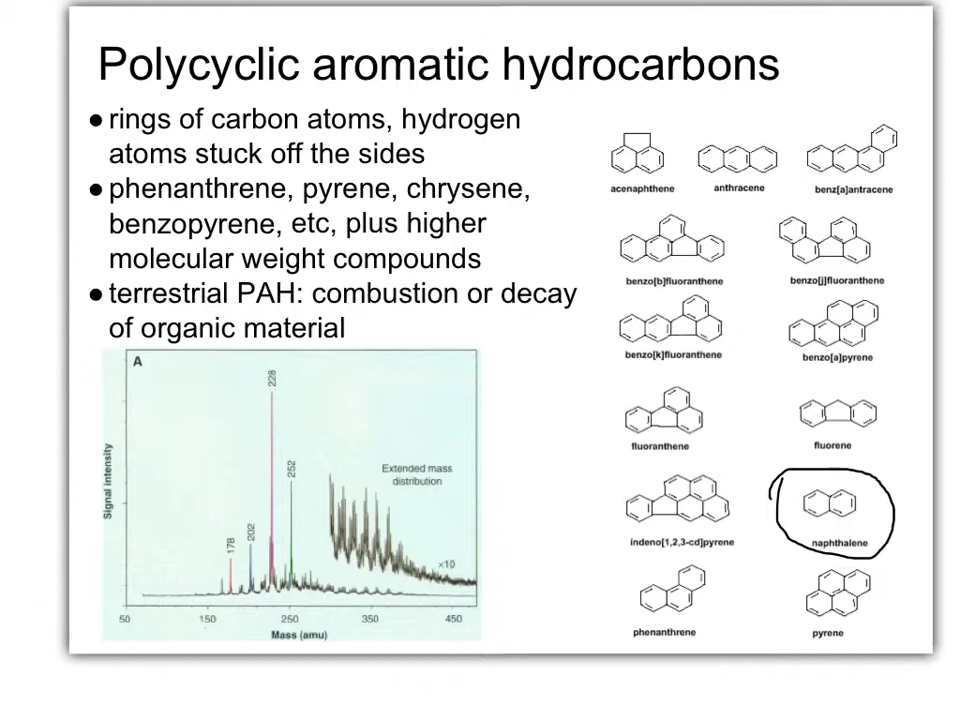 Polycyclic aromatic hydrocarbons
● rings of carbon atoms, hydrogen
atoms stuck off the sides
● phenanthrene, pyrene, chrysene,
benzopyrene, etc, plus higher
molecular weight compounds
● terrestrial PAH: combustion or decay
of organic material
A
Signal intensity
178
202
228
252
Extended mass
distribution
×10
50 150 250 350 450
Mass (amu)
acenaphthene anthracene benz[a]antracene
benzo[b]fluoranthene benzo[j]fluoranthene
benzo[k]fluoranthene benzo[a]pyrene
fluoranthene fluorene
indeno[1,2,3-cd]pyrene naphthalene
phenanthrene pyrene